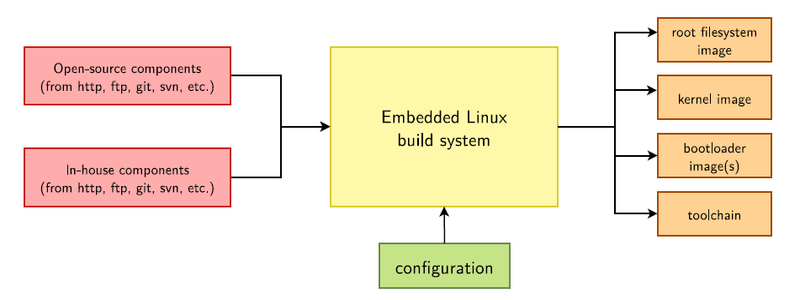 Open-source components
(from http, ftp, git, svn, etc.)
In-house components
(from http, ftp, git, svn, etc.)
Embedded Linux
build system
configuration
root filesystem
image
kernel image
bootloader
image(s)
toolchain